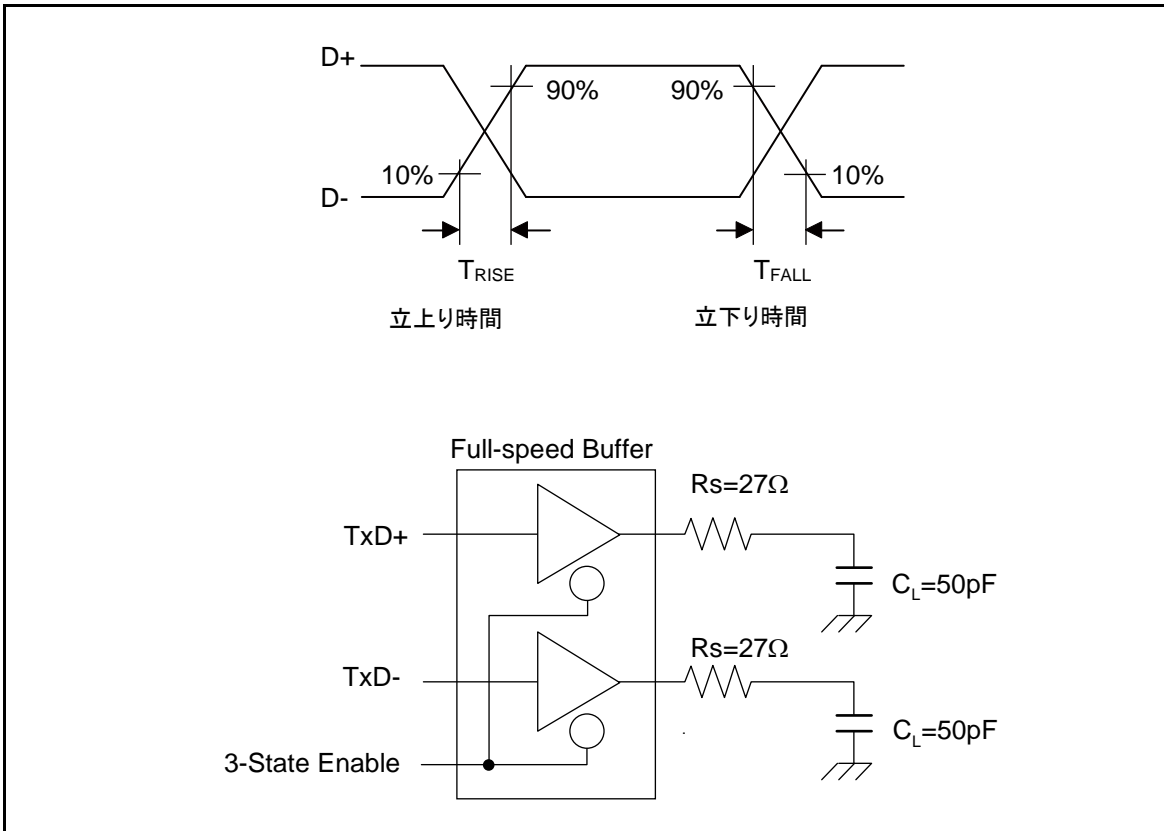 D+
90% 90%
10% 10%
D-
TRISE TFALL
立上り時間 立下り時間
Full-speed Buffer
Rs=27Ω
TxD+
CL=50pF
Rs=27Ω
TxD-
CL=50pF
3-State Enable